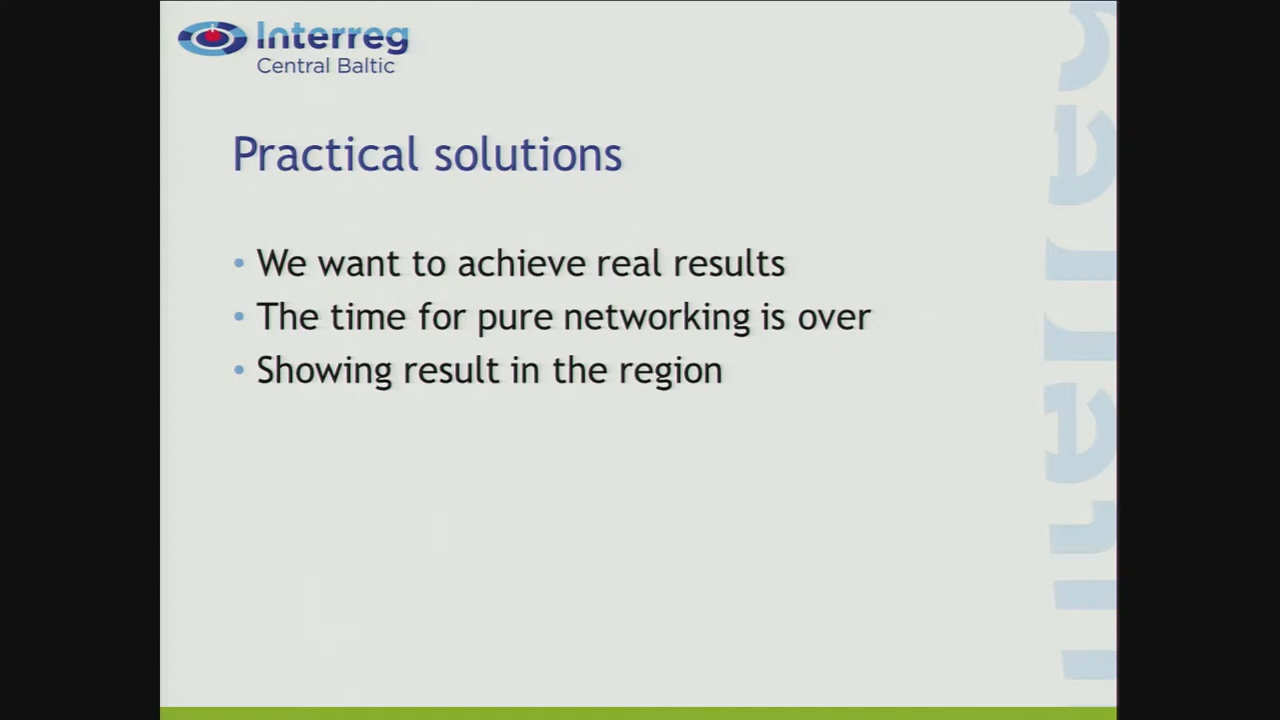 Interreg
Central Baltic
Practical solutions
• We want to achieve real results
• The time for pure networking is over
• Showing result in the region
Interreg